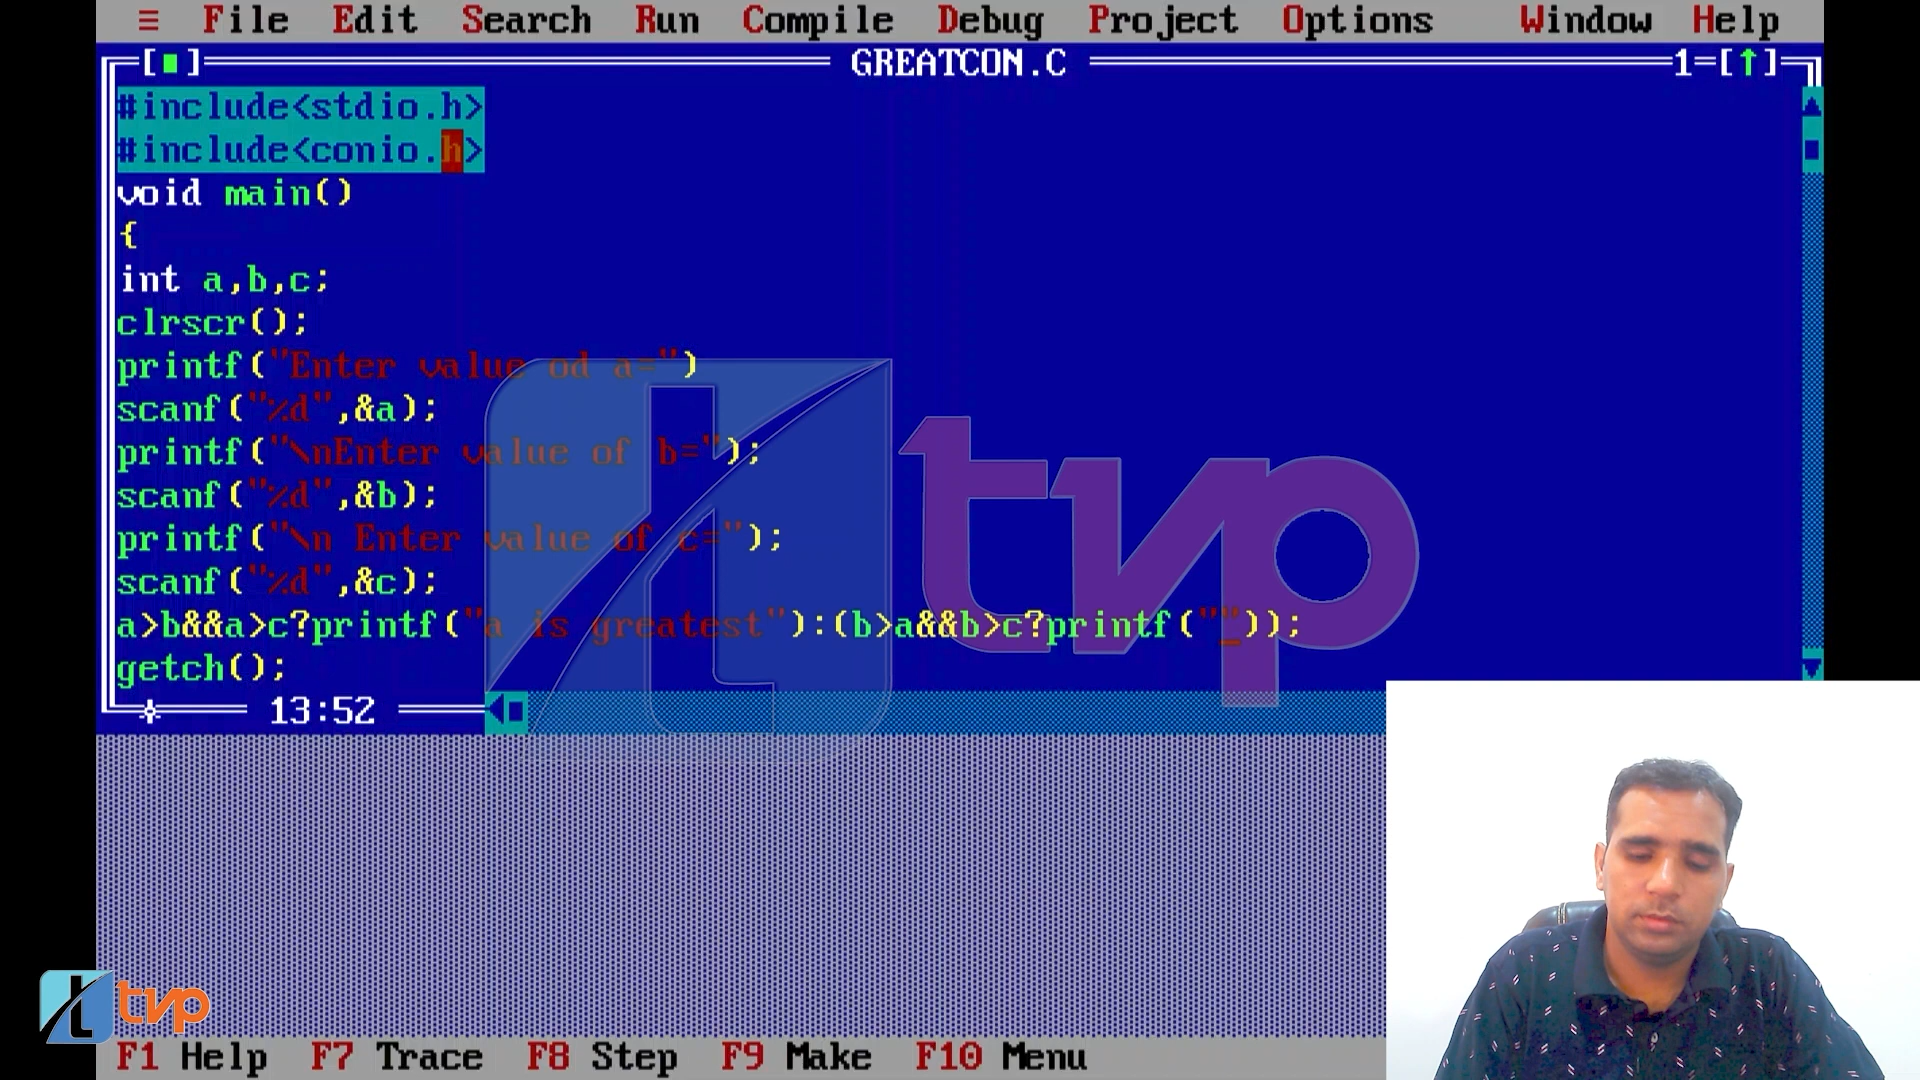 ≡ File Edit Search Run Compile Debug Project Options Window Help
[■] GREATCON.C 1=[↑]
#include<stdio.h>
#include<conio.h>
void main()
{
int a,b,c;
clrscr();
printf("Enter value od a=")
scanf("%d",&a);
printf("\nEnter value of b=");
scanf("%d",&b);
printf("\n Enter value of c=");
scanf("%d",&c);
a>b&&a>c?printf("a is greatest"):(b>a&&b>c?printf(""));
getch();
13:52
tvp
tvp
F1 Help F7 Trace F8 Step F9 Make F10 Menu